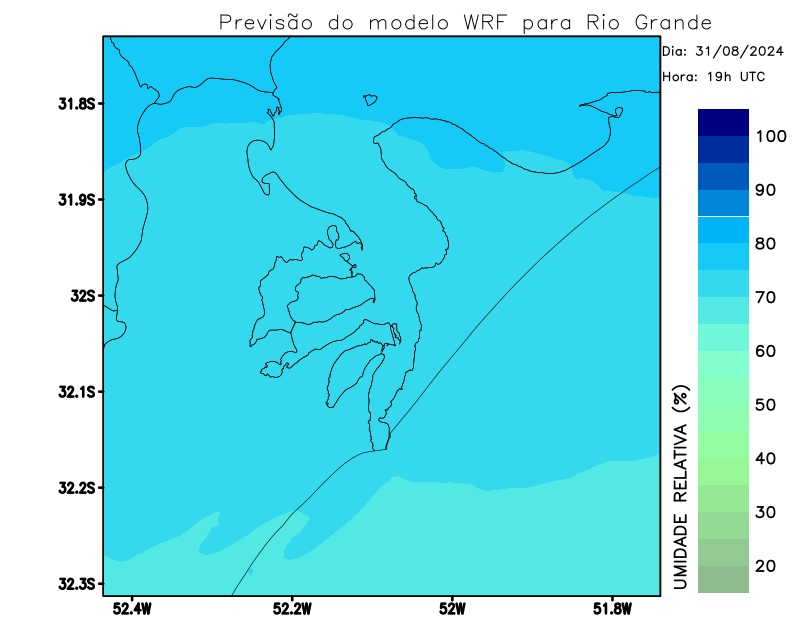 Previsão do modelo WRF para Rio Grande
Dia: 31/08/2024
Hora: 19h UTC
31.8S
31.9S
32S
32.1S
32.2S
32.3S
52.4W
52.2W
52W
51.8W
100
90
80
70
60
50
40
30
20
UMIDADE RELATIVA (%)